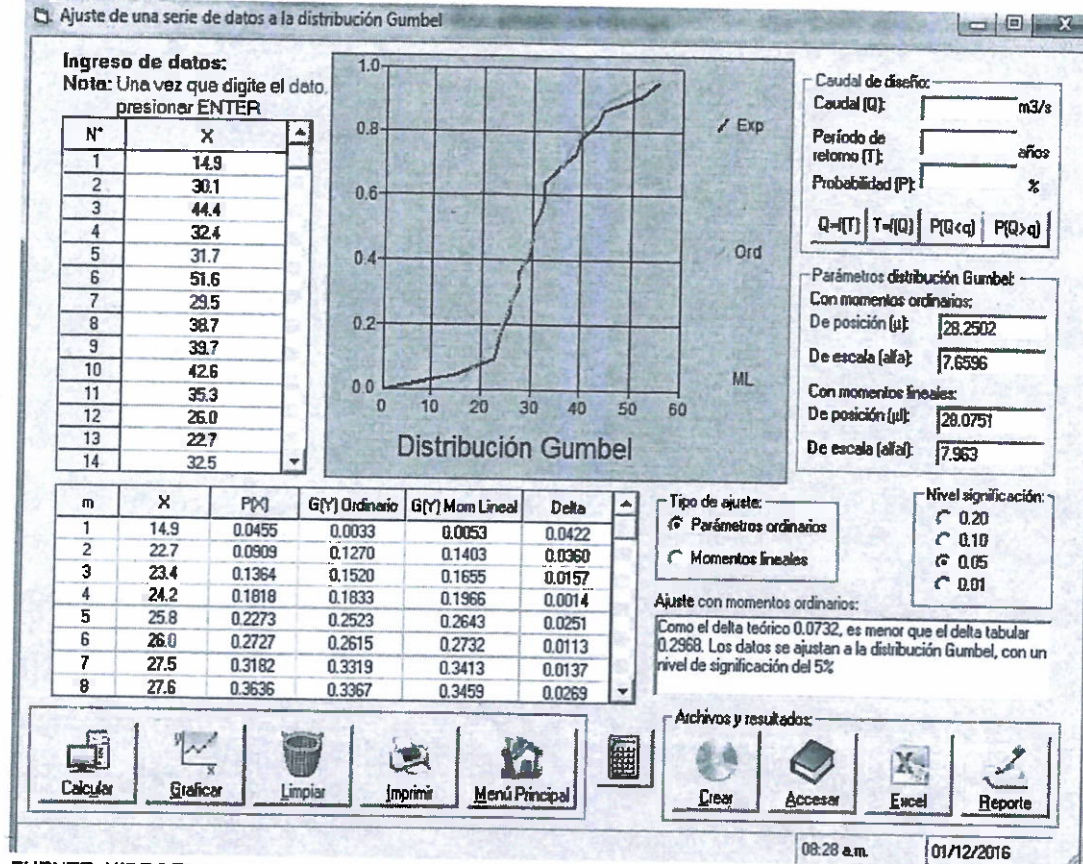 Ajuste de una serie de datos a la distribución Gumbel
Ingreso de datos:
Nota: Una vez que digite el dato,
presionar ENTER
N° X
1 14.9
2 30.1
3 44.4
4 32.4
5 31.7
6 51.6
7 29.5
8 38.7
9 39.7
10 42.6
11 35.3
12 26.0
13 22.7
14 32.5
1.0
0.8
0.6
0.4
0.2
0.0
0 10 20 30 40 50 60
Exp
Ord
ML
Distribución Gumbel
Caudal de diseño:
Caudal (Q): m3/s
Período de
retorno (T): años
Probabilidad (P): %
Q=f(T) T=f(Q) P(Q<q) P(Q>q)
Parámetros distribución Gumbel:
Con momentos ordinarios:
De posición (µ): 28.2502
De escala (alfa): 7.6596
Con momentos lineales:
De posición (µl): 28.0751
De escala (alfal): 7.963
m X P(X) G(Y) Ordinario G(Y) Mom Lineal Delta
1 14.9 0.0455 0.0033 0.0053 0.0422
2 22.7 0.0909 0.1270 0.1403 0.0360
3 23.4 0.1364 0.1520 0.1655 0.0157
4 24.2 0.1818 0.1833 0.1966 0.0014
5 25.8 0.2273 0.2523 0.2643 0.0251
6 26.0 0.2727 0.2615 0.2732 0.0113
7 27.5 0.3182 0.3319 0.3413 0.0137
8 27.6 0.3636 0.3367 0.3459 0.0269
Tipo de ajuste:
Parámetros ordinarios
Momentos lineales
Nivel significación:
0.20
0.10
0.05
0.01
Ajuste con momentos ordinarios:
Como el delta teórico 0.0732, es menor que el delta tabular
0.2968. Los datos se ajustan a la distribución Gumbel, con un
nivel de significación del 5%
Calcular Graficar Limpiar Imprimir Menú Principal
Archivos y resultados:
Crear Accesar Excel Reporte
08:28 a.m. 01/12/2016